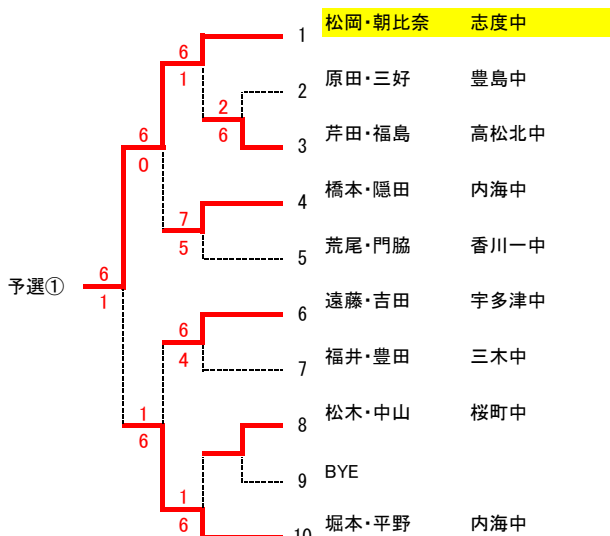 1 松岡・朝比奈 志度中
6
1
2 原田・三好 豊島中
2
6
3 芹田・福島 高松北中
6
0
4 橋本・隠田 内海中
7
5
5 荒尾・門脇 香川一中
予選① 6
1
6 遠藤・吉田 宇多津中
6
4
7 福井・豊田 三木中
1
6
8 松木・中山 桜町中
9 BYE
1
6
10 堀本・平野 内海中